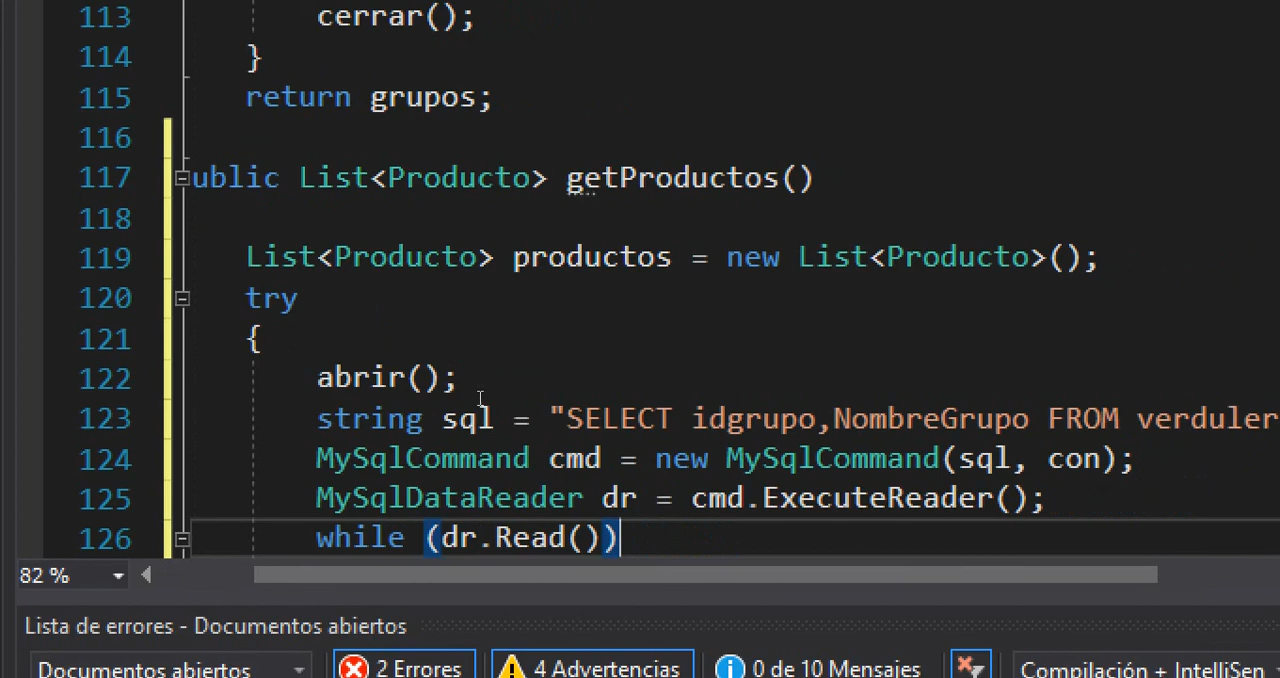 113 cerrar();
114 }
115 return grupos;
116
117 ublic List<Producto> getProductos()
118
119 List<Producto> productos = new List<Producto>();
120 try
121 {
122 abrir();
123 string sql = "SELECT idgrupo,NombreGrupo FROM verduler
124 MySqlCommand cmd = new MySqlCommand(sql, con);
125 MySqlDataReader dr = cmd.ExecuteReader();
126 while (dr.Read())
82 %
Lista de errores - Documentos abiertos
Documentos abiertos 2 Errores 4 Advertencias 0 de 10 Mensajes Compilación + IntelliSen